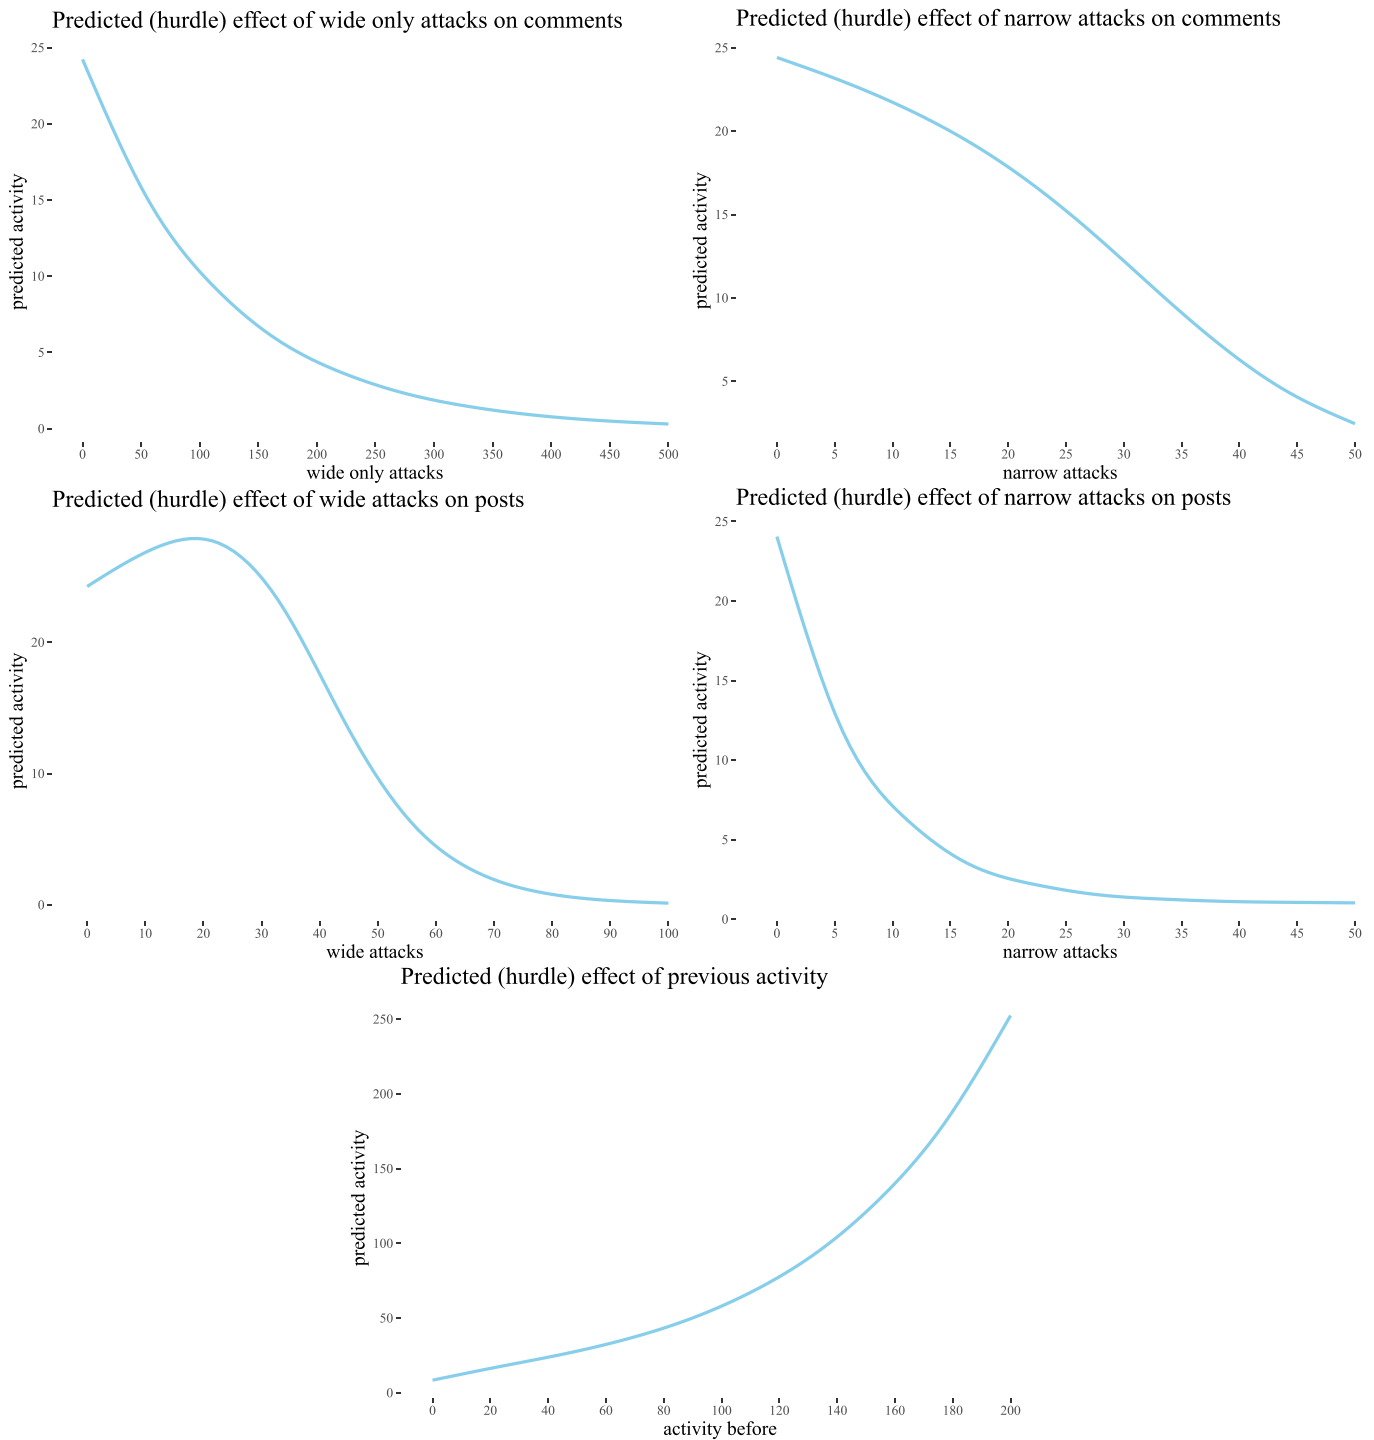 Predicted (hurdle) effect of wide only attacks on comments
25
20
15
10
5
0
predicted activity
0 50 100 150 200 250 300 350 400 450 500
wide only attacks
Predicted (hurdle) effect of narrow attacks on comments
25
20
15
10
5
predicted activity
0 5 10 15 20 25 30 35 40 45 50
narrow attacks
Predicted (hurdle) effect of wide attacks on posts
20
10
0
predicted activity
0 10 20 30 40 50 60 70 80 90 100
wide attacks
Predicted (hurdle) effect of narrow attacks on posts
25
20
15
10
5
0
predicted activity
0 5 10 15 20 25 30 35 40 45 50
narrow attacks
Predicted (hurdle) effect of previous activity
250
200
150
100
50
0
predicted activity
0 20 40 60 80 100 120 140 160 180 200
activity before